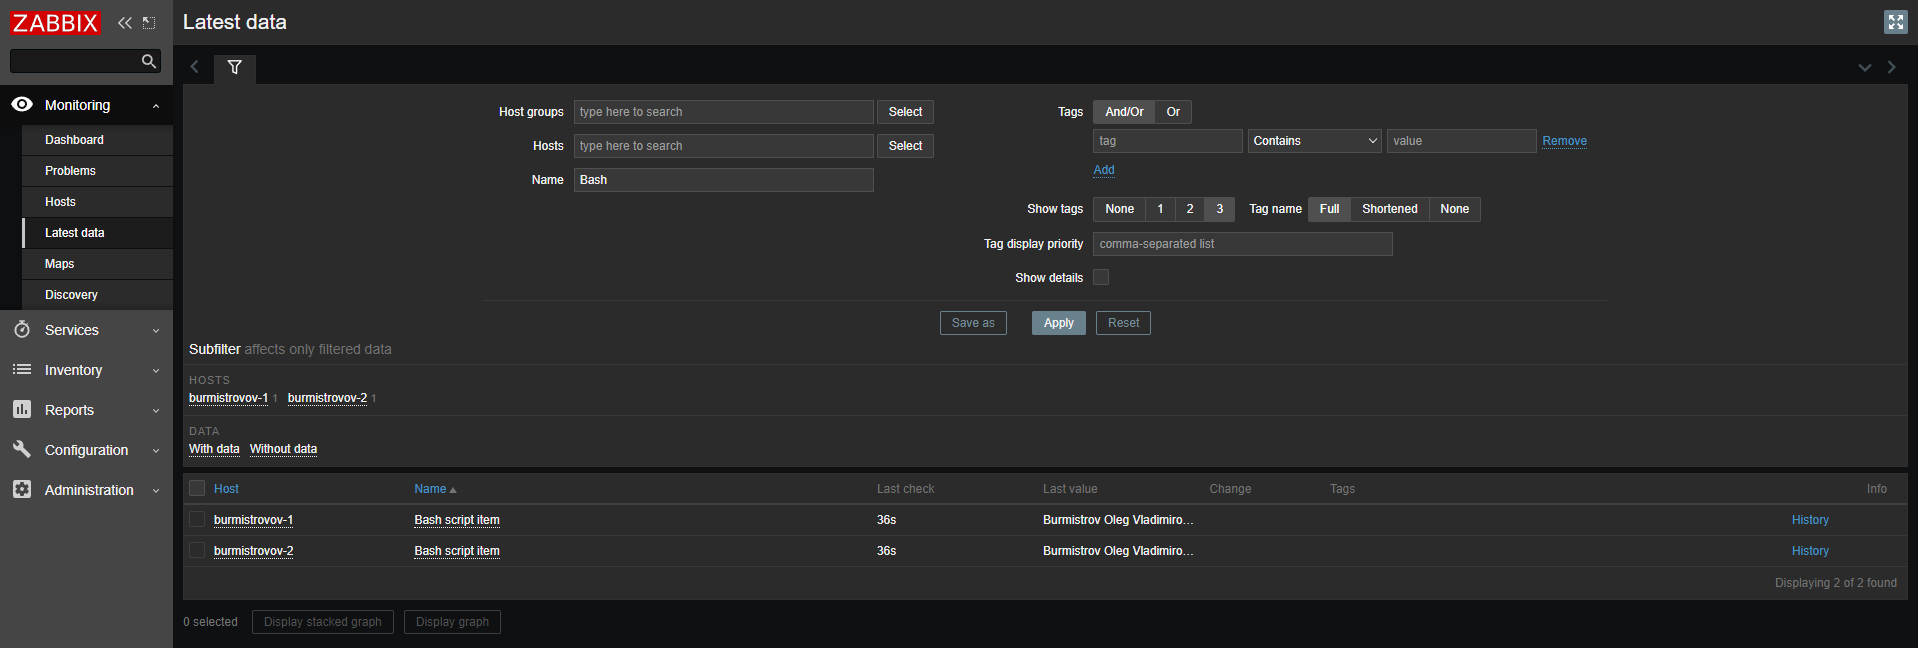 ZABBIX
Latest data
Monitoring
Dashboard
Problems
Hosts
Latest data
Maps
Discovery
Services
Inventory
Reports
Configuration
Administration
Host groups type here to search Select
Hosts type here to search Select
Name Bash
Tags And/Or Or
tag Contains value Remove
Add
Show tags None 1 2 3 Tag name Full Shortened None
Tag display priority comma-separated list
Show details
Save as Apply Reset
Subfilter affects only filtered data
HOSTS
burmistrovov-1 1 burmistrovov-2 1
DATA
With data Without data
Host Name Last check Last value Change Tags Info
burmistrovov-1 Bash script item 36s Burmistrov Oleg Vladimiro... History
burmistrovov-2 Bash script item 36s Burmistrov Oleg Vladimiro... History
Displaying 2 of 2 found
0 selected Display stacked graph Display graph